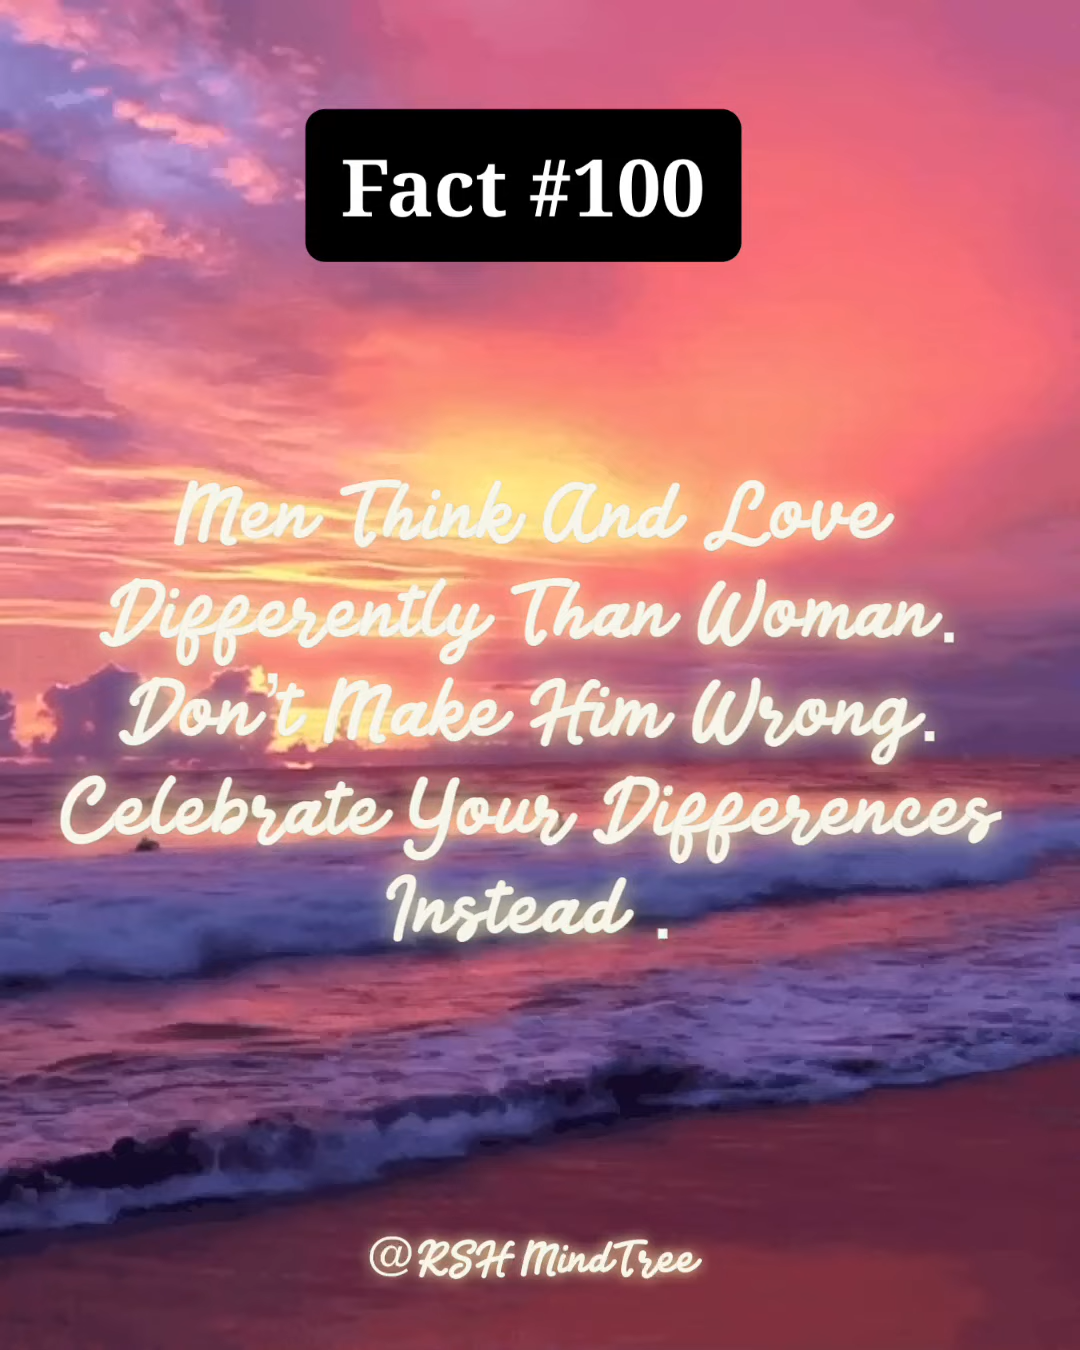 Fact #100
Men Think And Love
Differently Than Woman.
Don't Make Him Wrong.
Celebrate Your Differences
Instead .
@RSH MindTree